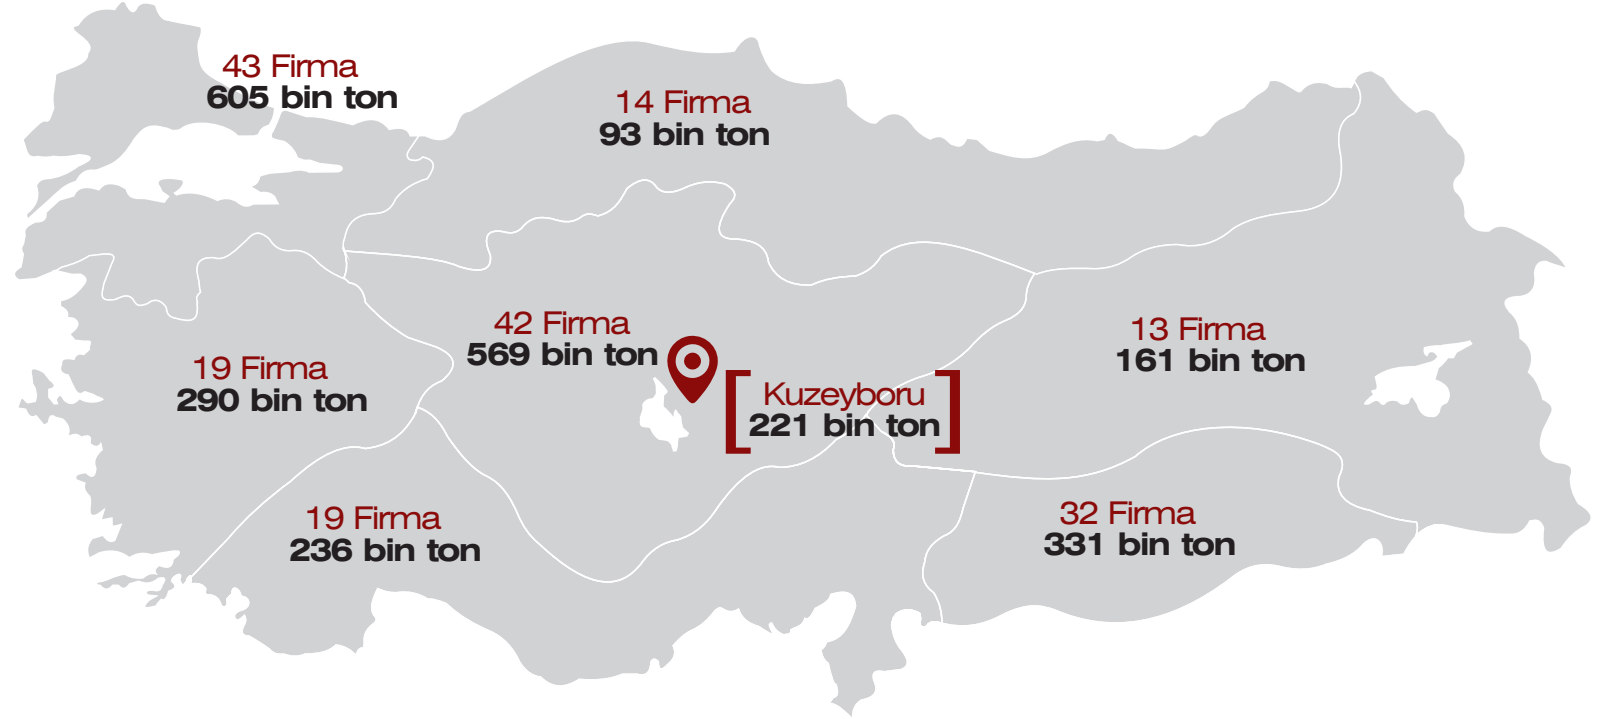 43 Firma
605 bin ton
14 Firma
93 bin ton
42 Firma
569 bin ton
13 Firma
161 bin ton
19 Firma
290 bin ton
Kuzeyboru
221 bin ton
19 Firma
236 bin ton
32 Firma
331 bin ton